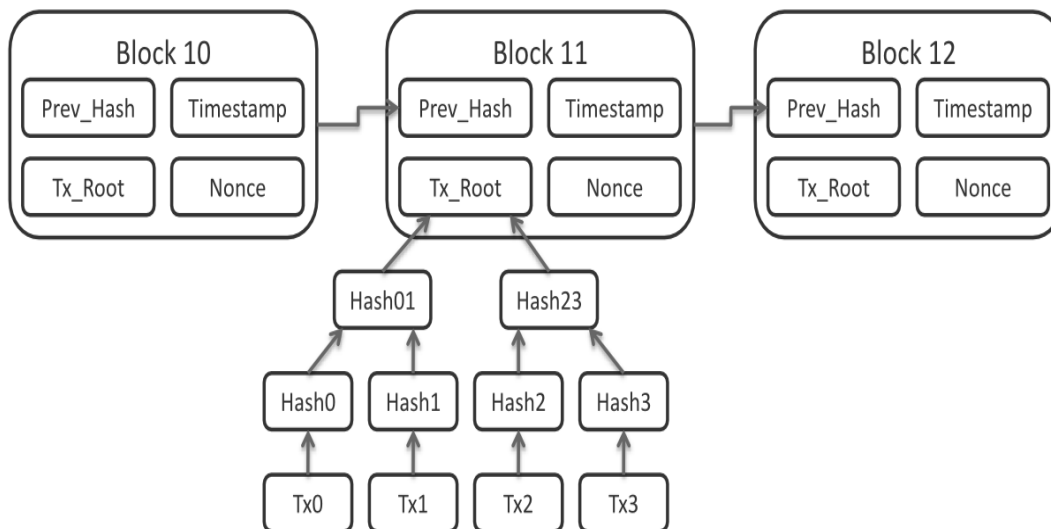 Block 10 Block 11 Block 12
Prev_Hash Timestamp Prev_Hash Timestamp Prev_Hash Timestamp
Tx_Root Nonce Tx_Root Nonce Tx_Root Nonce
Hash01 Hash23
Hash0 Hash1 Hash2 Hash3
Tx0 Tx1 Tx2 Tx3